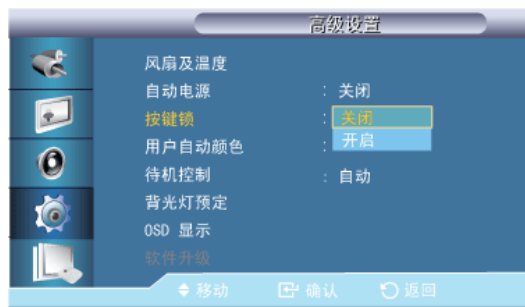 高级设置
风扇及温度
自动电源 : 关闭
按键锁 : 关闭
用户自动颜色 : 开启
待机控制 : 自动
背光灯预定
OSD 显示
软件升级
移动 确认 返回